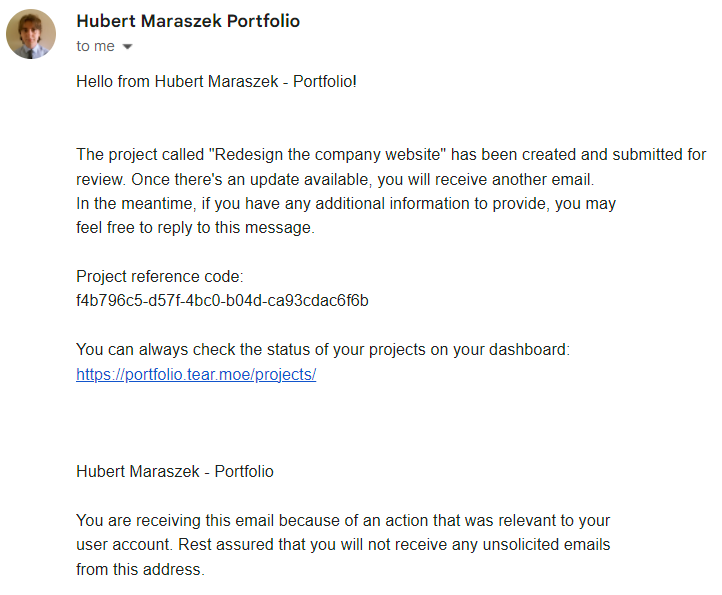 Hubert Maraszek Portfolio
to me
Hello from Hubert Maraszek - Portfolio!
The project called "Redesign the company website" has been created and submitted for
review. Once there's an update available, you will receive another email.
In the meantime, if you have any additional information to provide, you may
feel free to reply to this message.
Project reference code:
f4b796c5-d57f-4bc0-b04d-ca93cdac6f6b
You can always check the status of your projects on your dashboard:
https://portfolio.tear.moe/projects/
Hubert Maraszek - Portfolio
You are receiving this email because of an action that was relevant to your
user account. Rest assured that you will not receive any unsolicited emails
from this address.